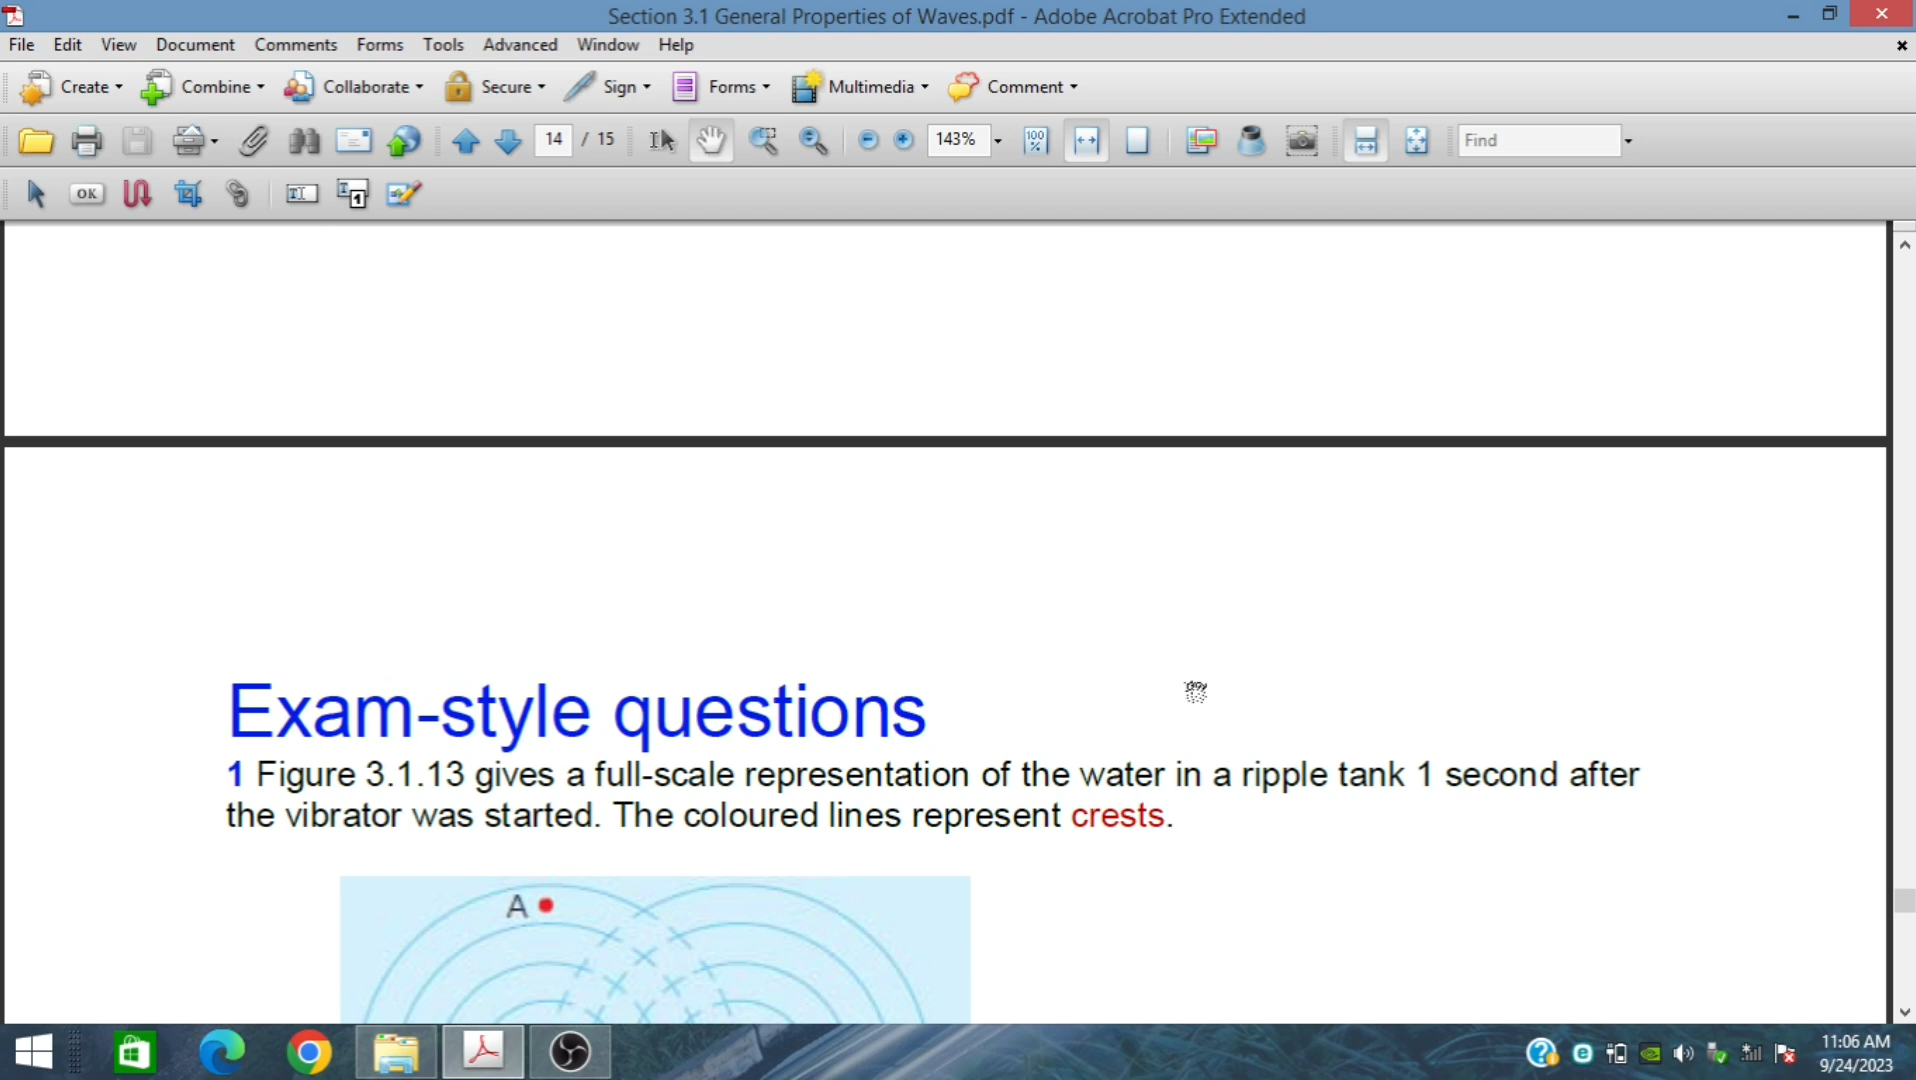 Section 3.1 General Properties of Waves.pdf - Adobe Acrobat Pro Extended
File Edit View Document Comments Forms Tools Advanced Window Help
Create Combine Collaborate Secure Sign Forms Multimedia Comment
14 / 15 143% Find
OK
Exam-style questions
1 Figure 3.1.13 gives a full-scale representation of the water in a ripple tank 1 second after
the vibrator was started. The coloured lines represent crests.
A
11:06 AM
9/24/2023